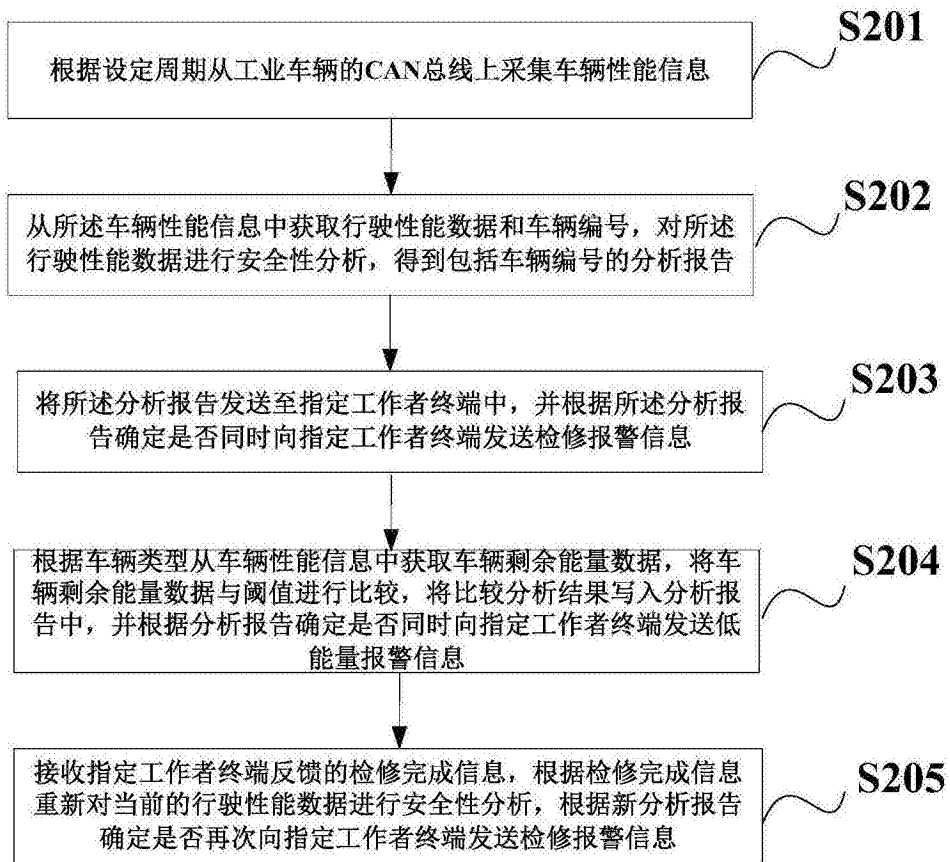 S201
根据设定周期从工业车辆的CAN总线上采集车辆性能信息
S202
从所述车辆性能信息中获取行驶性能数据和车辆编号，对所述
行驶性能数据进行安全性分析，得到包括车辆编号的分析报告
S203
将所述分析报告发送至指定工作者终端中，并根据所述分析报
告确定是否同时向指定工作者终端发送检修报警信息
S204
根据车辆类型从车辆性能信息中获取车辆剩余能量数据，将车
辆剩余能量数据与阈值进行比较，将比较分析结果写入分析报
告中，并根据分析报告确定是否同时向指定工作者终端发送低
能量报警信息
S205
接收指定工作者终端反馈的检修完成信息，根据检修完成信息
重新对当前的行驶性能数据进行安全性分析，根据新分析报告
确定是否再次向指定工作者终端发送检修报警信息